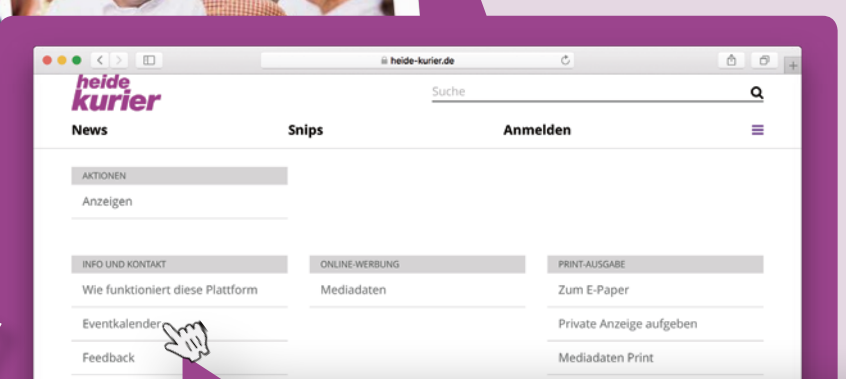 heide-kurier.de
heide
kurier
Suche
News
Snips
Anmelden
AKTIONEN
Anzeigen
INFO UND KONTAKT
ONLINE-WERBUNG
PRINT-AUSGABE
Wie funktioniert diese Plattform
Mediadaten
Zum E-Paper
Eventkalender
Private Anzeige aufgeben
Feedback
Mediadaten Print